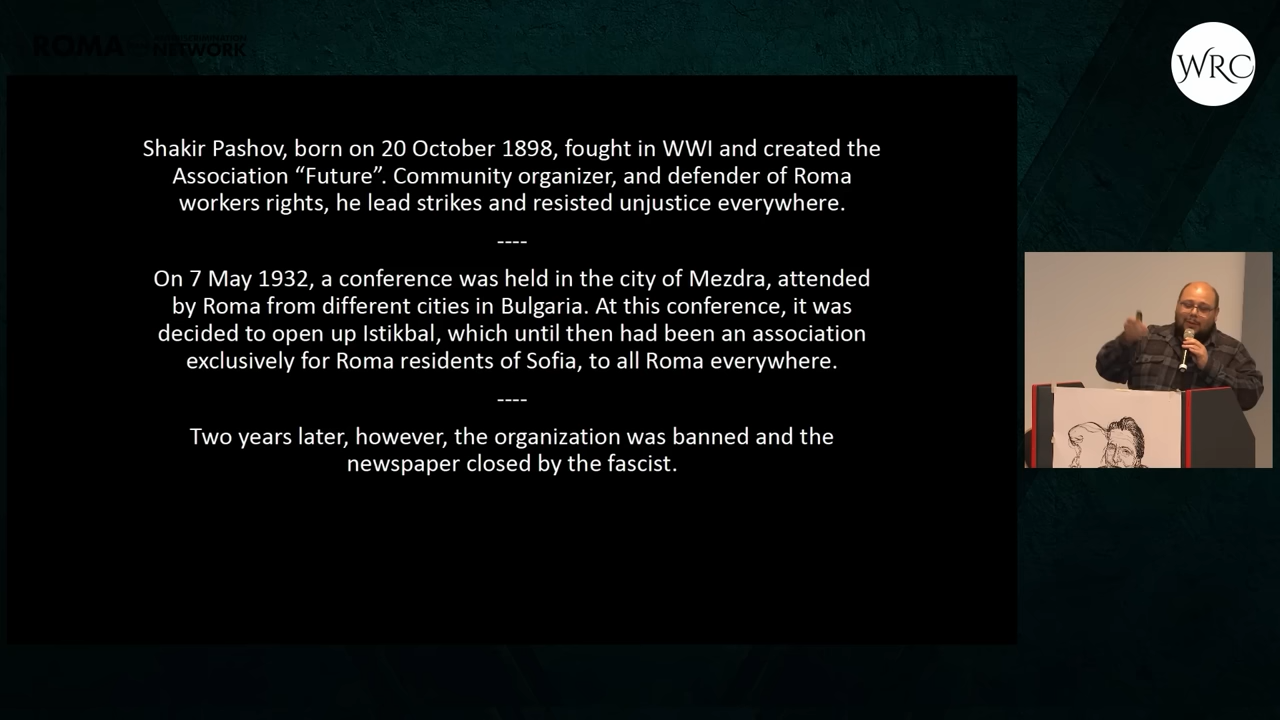 ROMA
NETWORK
WRC
Shakir Pashov, born on 20 October 1898, fought in WWI and created the
Association “Future”. Community organizer, and defender of Roma
workers rights, he lead strikes and resisted unjustice everywhere.
----
On 7 May 1932, a conference was held in the city of Mezdra, attended
by Roma from different cities in Bulgaria. At this conference, it was
decided to open up Istikbal, which until then had been an association
exclusively for Roma residents of Sofia, to all Roma everywhere.
----
Two years later, however, the organization was banned and the
newspaper closed by the fascist.